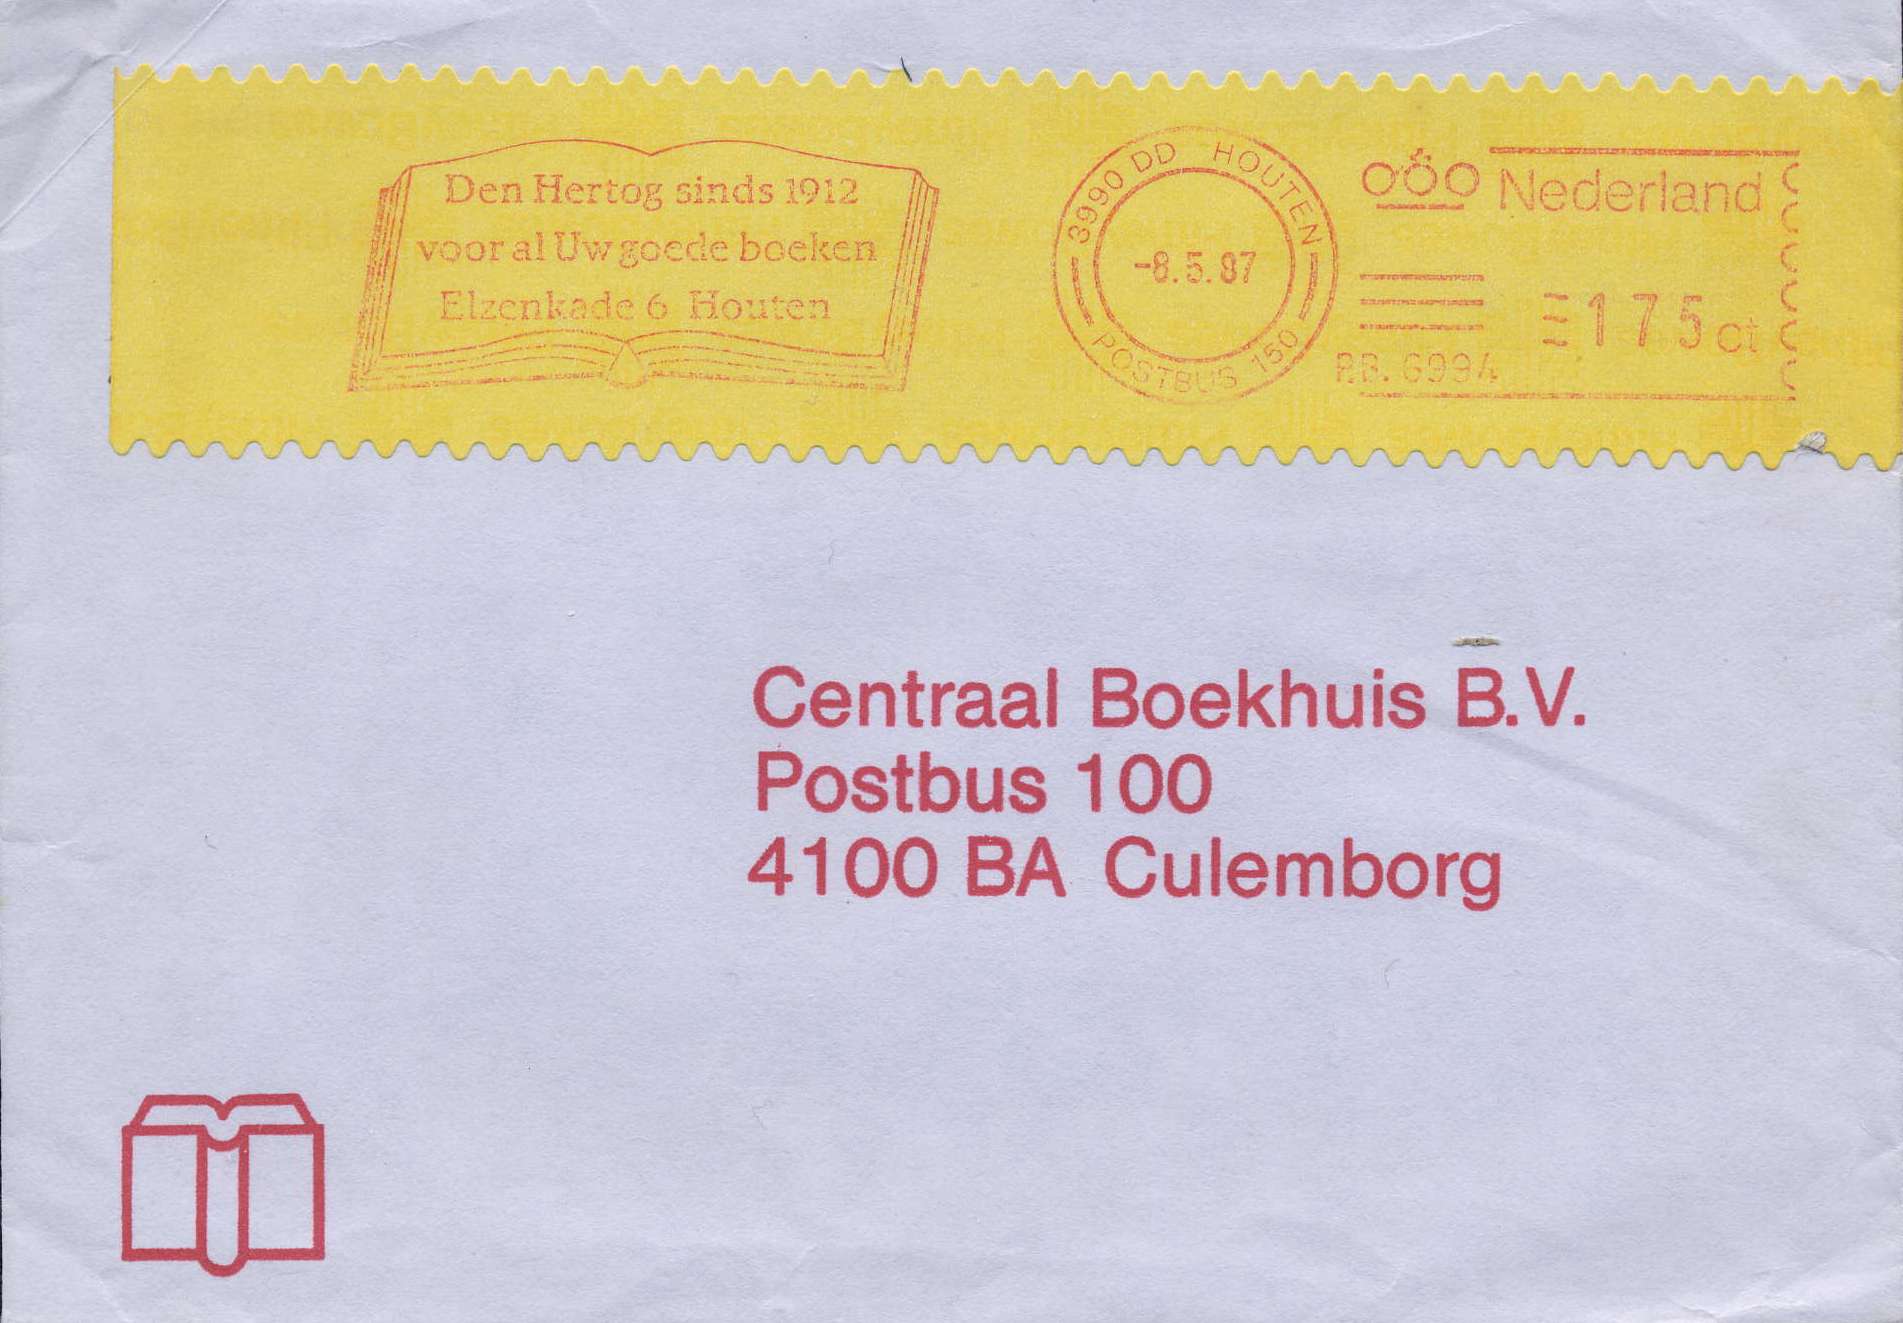 Den Hertog sinds 1912
voor al Uw goede boeken
Elzenkade 6 Houten
3990 DD HOUTEN
-8.5.87
POSTBUS 150
Nederland
175 ct
P.B. 6994
Centraal Boekhuis B.V.
Postbus 100
4100 BA Culemborg